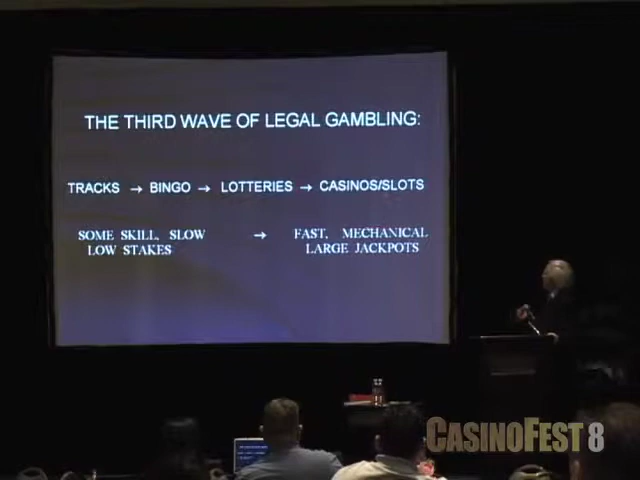 THE THIRD WAVE OF LEGAL GAMBLING:
TRACKS → BINGO → LOTTERIES → CASINOS/SLOTS
SOME SKILL, SLOW → FAST, MECHANICAL
LOW STAKES LARGE JACKPOTS
CASINOFEST 8